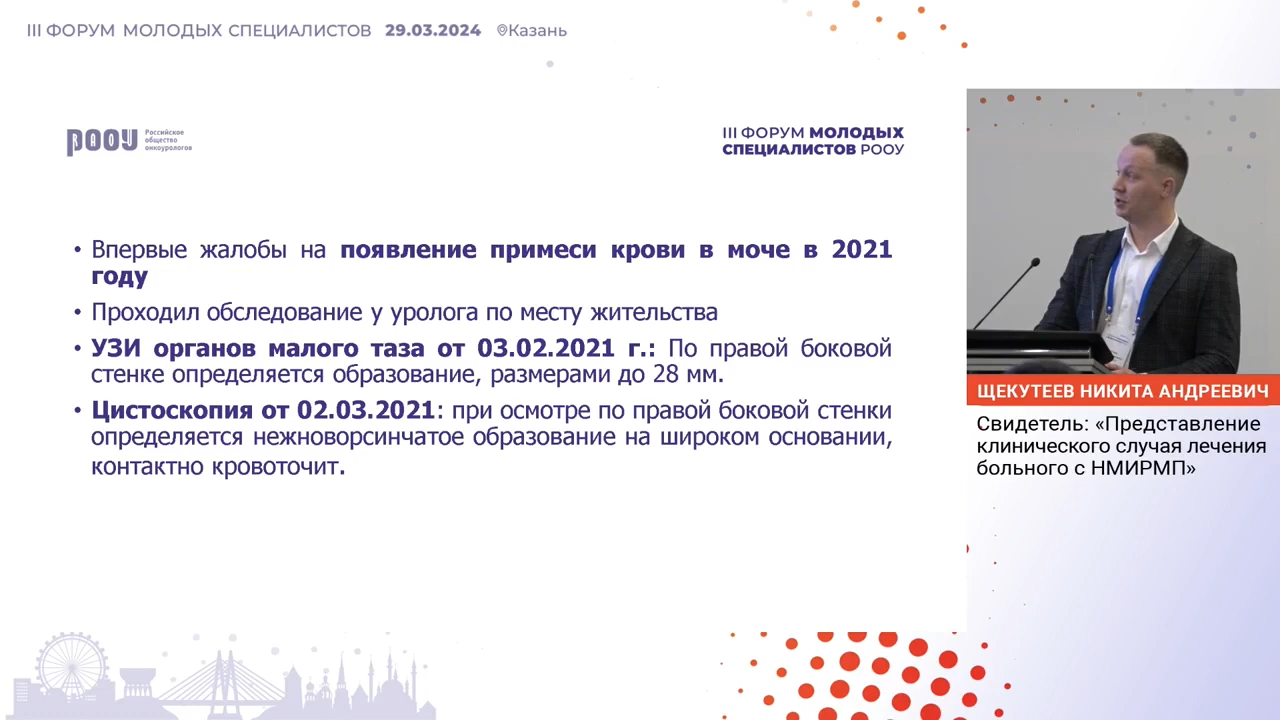 III ФОРУМ МОЛОДЫХ СПЕЦИАЛИСТОВ 29.03.2024 Казань
РООУ Российское
общество
онкоурологов
III ФОРУМ МОЛОДЫХ
СПЕЦИАЛИСТОВ РООУ
• Впервые жалобы на появление примеси крови в моче в 2021
году
• Проходил обследование у уролога по месту жительства
• УЗИ органов малого таза от 03.02.2021 г.: По правой боковой
стенке определяется образование, размерами до 28 мм.
• Цистоскопия от 02.03.2021: при осмотре по правой боковой стенки
определяется нежноворсинчатое образование на широком основании,
контактно кровоточит.
ЩЕКУТЕЕВ НИКИТА АНДРЕЕВИЧ
Свидетель: «Представление
клинического случая лечения
больного с НМИРМП»